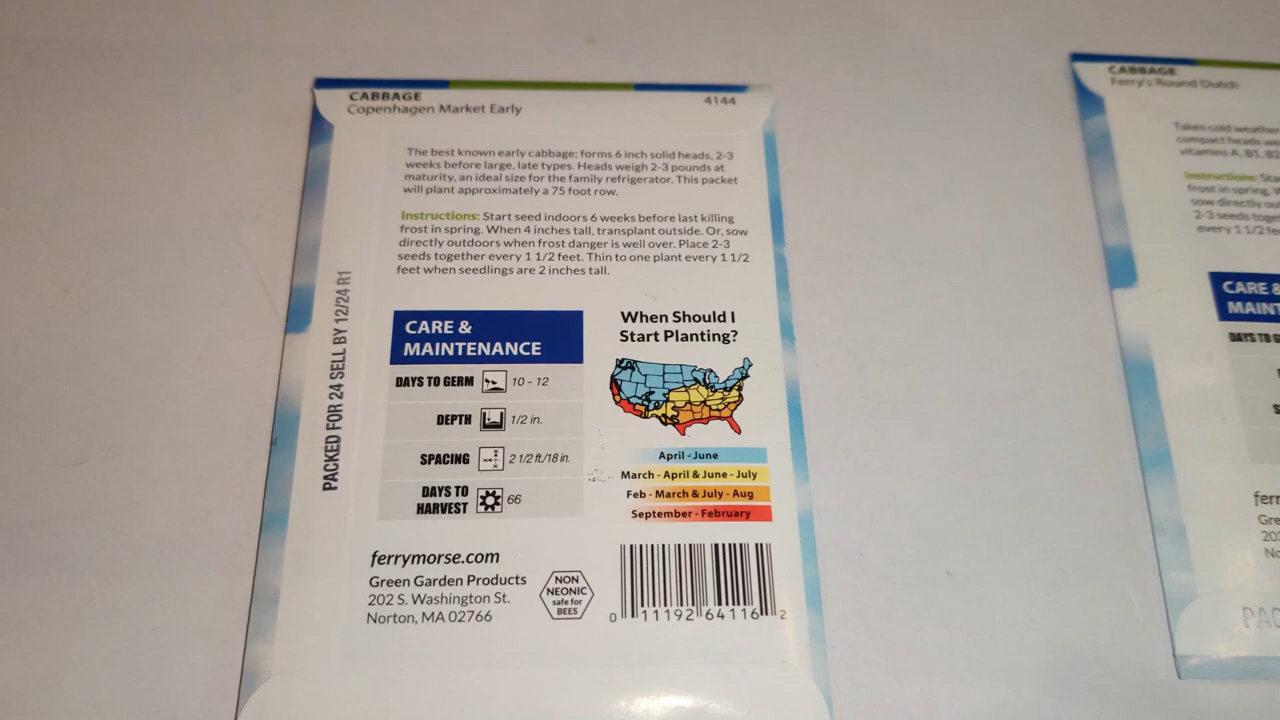 CABBAGE
Copenhagen Market Early
4144
The best known early cabbage; forms 6 inch solid heads, 2-3
weeks before large, late types. Heads weigh 2-3 pounds at
maturity, an ideal size for the family refrigerator. This packet
will plant approximately a 75 foot row.
Instructions: Start seed indoors 6 weeks before last killing
frost in spring. When 4 inches tall, transplant outside. Or, sow
directly outdoors when frost danger is well over. Place 2-3
seeds together every 1 1/2 feet. Thin to one plant every 1 1/2
feet when seedlings are 2 inches tall.
PACKED FOR 24 SELL BY 12/24 R1
CARE &
MAINTENANCE
DAYS TO GERM 10 - 12
DEPTH 1/2 in.
SPACING 2 1/2 ft./18 in.
DAYS TO
HARVEST 66
When Should I
Start Planting?
April - June
March - April & June - July
Feb - March & July - Aug
September - February
ferrymorse.com
Green Garden Products
202 S. Washington St.
Norton, MA 02766
NON
NEONIC
safe for
BEES
0 11192 64116 2
CABBAGE
Ferry's Round Dutch
Takes cold weather
compact heads
vitamins A, B1,
Instructions:
frost in spring.
sow directly
2-3 seeds
every 1 1/2
CARE &
DAYS TO